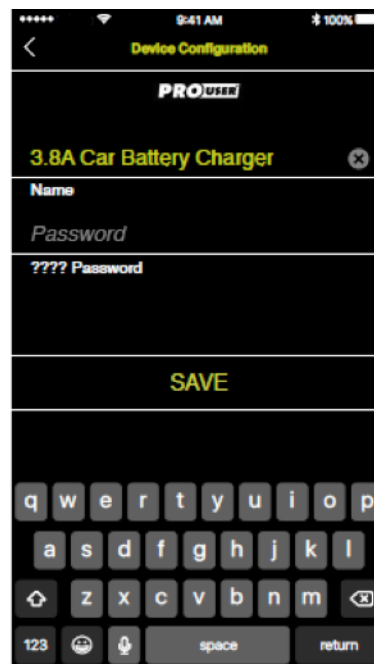 9:41 AM 100%
Device Configuration
PRO USER
3.8A Car Battery Charger
Name
Password
???? Password
SAVE
q w e r t y u i o p
a s d f g h j k l
z x c v b n m
123 space return